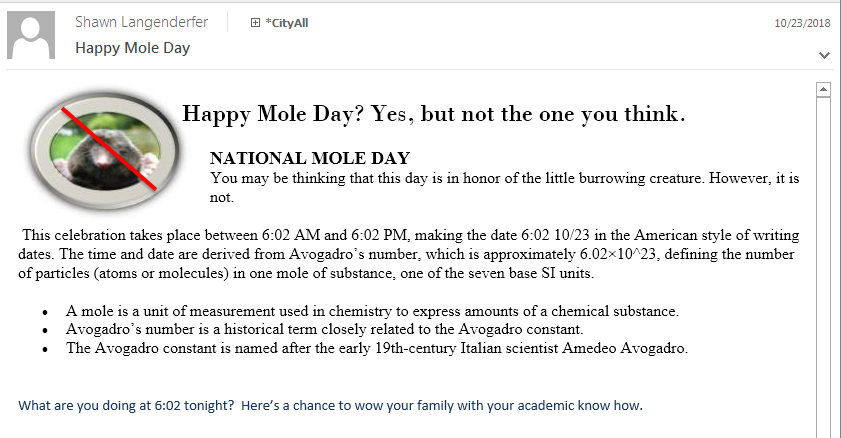 Shawn Langenderfer
*CityAll
10/23/2018
Happy Mole Day
Happy Mole Day? Yes, but not the one you think.
NATIONAL MOLE DAY
You may be thinking that this day is in honor of the little burrowing creature. However, it is
not.
This celebration takes place between 6:02 AM and 6:02 PM, making the date 6:02 10/23 in the American style of writing
dates. The time and date are derived from Avogadro's number, which is approximately 6.02×10^23, defining the number
of particles (atoms or molecules) in one mole of substance, one of the seven base SI units.
• A mole is a unit of measurement used in chemistry to express amounts of a chemical substance.
• Avogadro's number is a historical term closely related to the Avogadro constant.
• The Avogadro constant is named after the early 19th-century Italian scientist Amedeo Avogadro.
What are you doing at 6:02 tonight?  Here's a chance to wow your family with your academic know how.